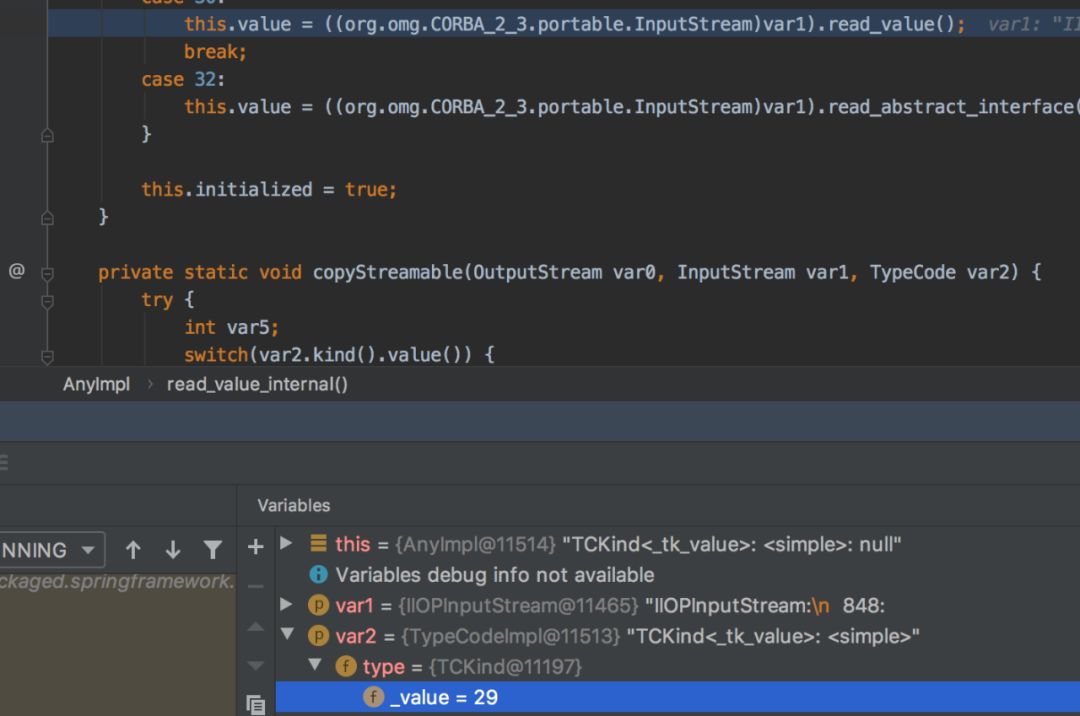 case 30:
this.value = ((org.omg.CORBA_2_3.portable.InputStream)var1).read_value(); var1: "II
break;
case 32:
this.value = ((org.omg.CORBA_2_3.portable.InputStream)var1).read_abstract_interface(
}
this.initialized = true;
}
@ private static void copyStreamable(OutputStream var0, InputStream var1, TypeCode var2) {
try {
int var5;
switch(var2.kind().value()) {
AnyImpl › read_value_internal()
Variables
NNING
ckaged.springframework.
this = {AnyImpl@11514} "TCKind<_tk_value>: <simple>: null"
Variables debug info not available
var1 = {IIOPInputStream@11465} "IIOPInputStream:\n 848:
var2 = {TypeCodeImpl@11513} "TCKind<_tk_value>: <simple>"
type = {TCKind@11197}
_value = 29